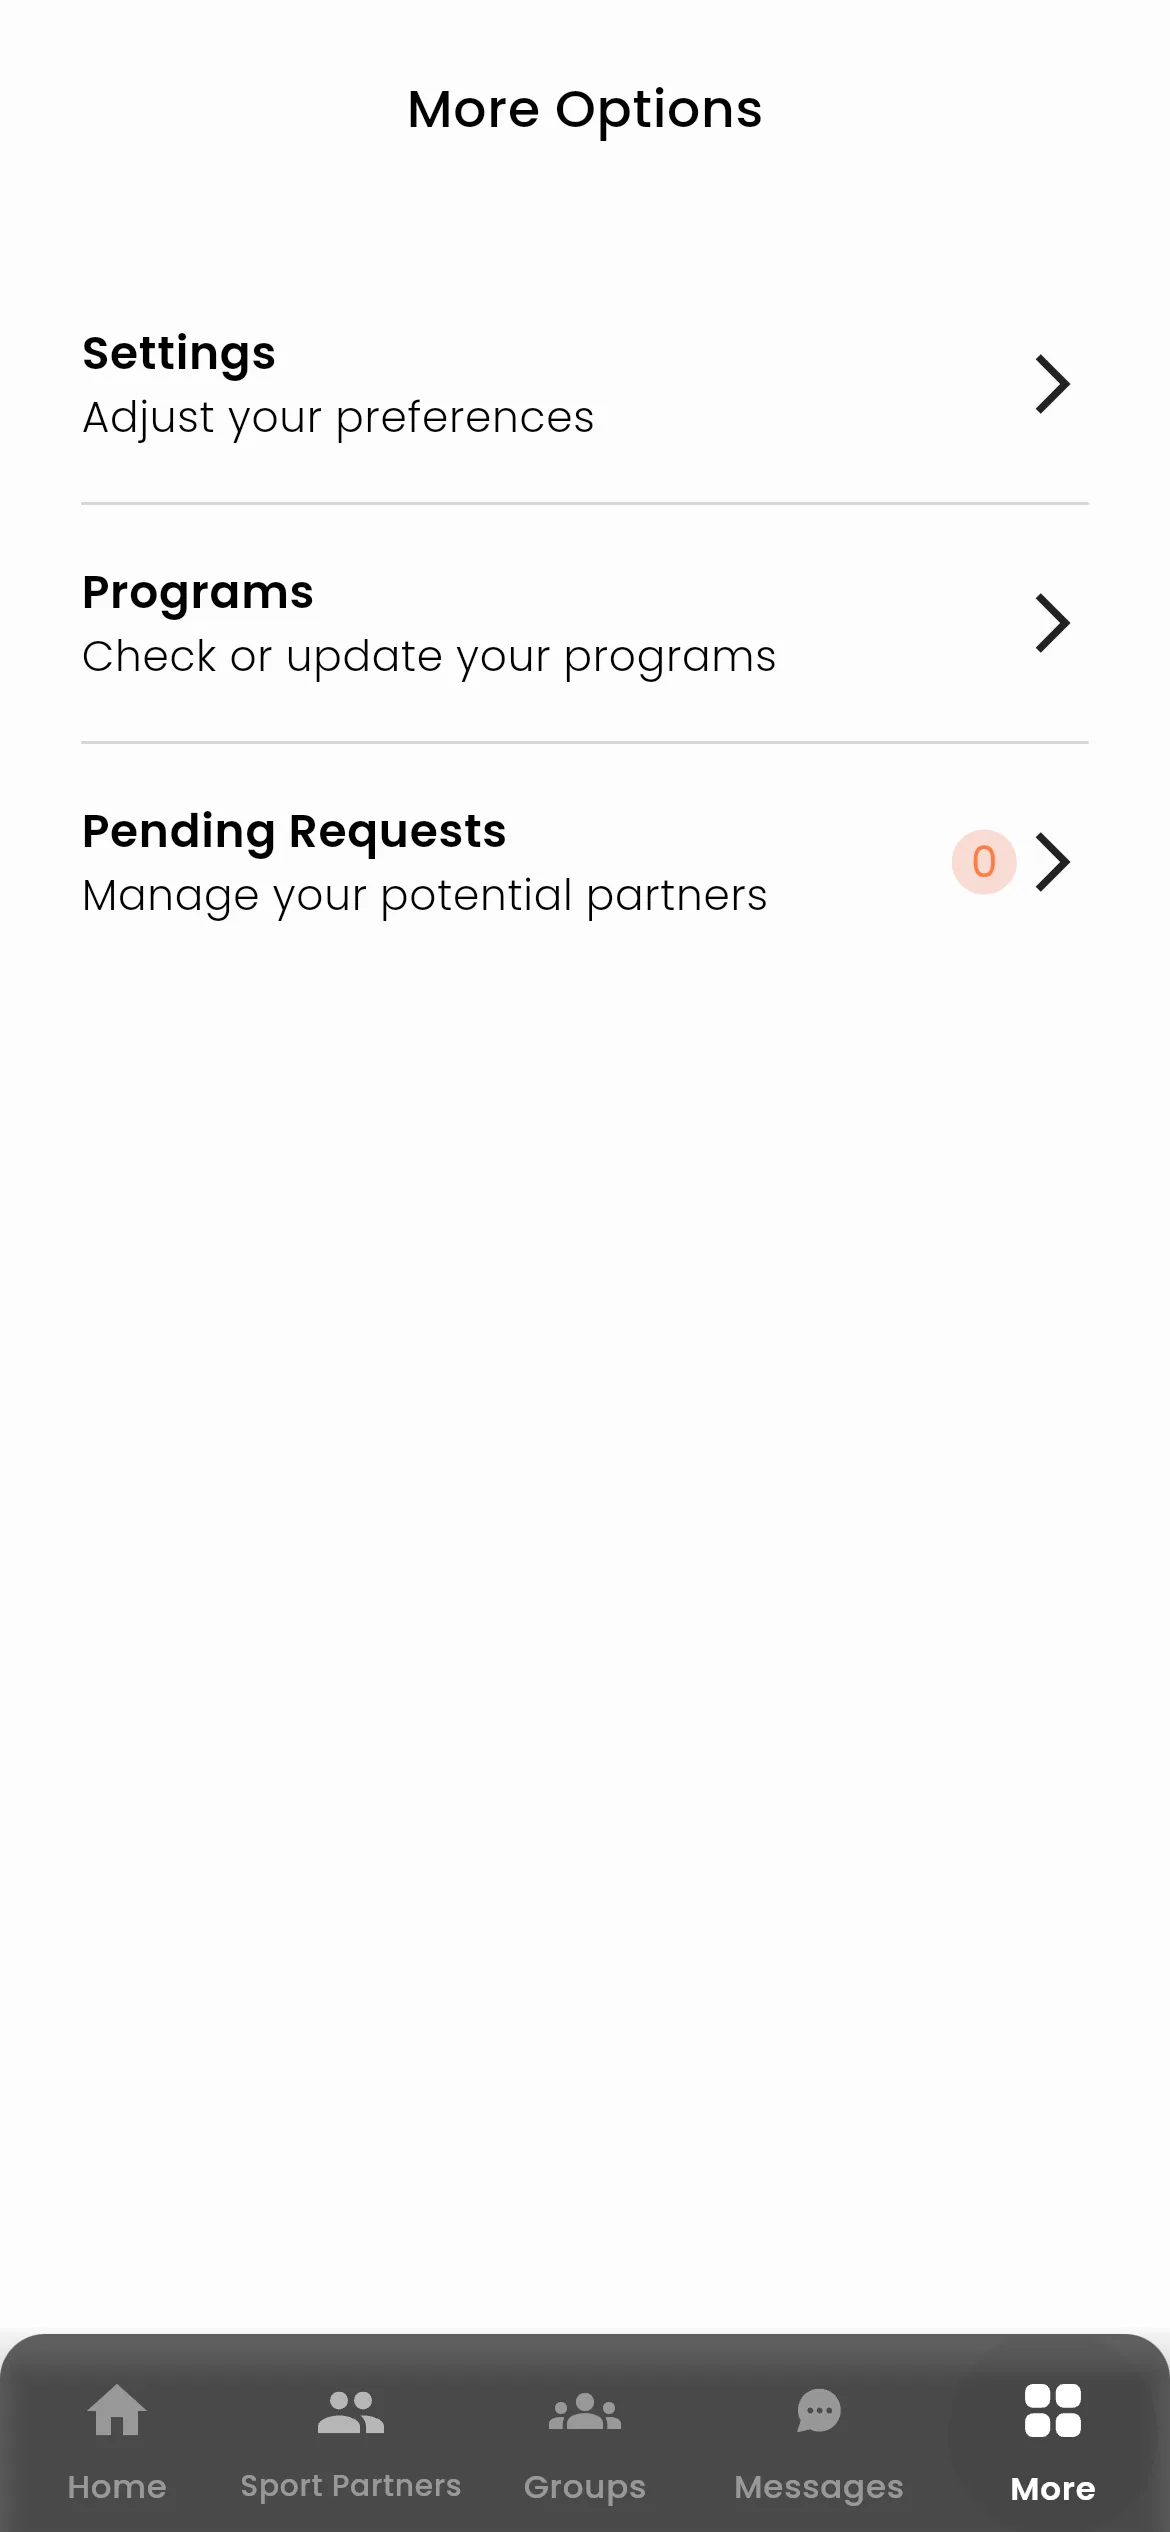 More Options
Settings
Adjust your preferences
Programs
Check or update your programs
Pending Requests
Manage your potential partners
0
Home
Sport Partners
Groups
Messages
More